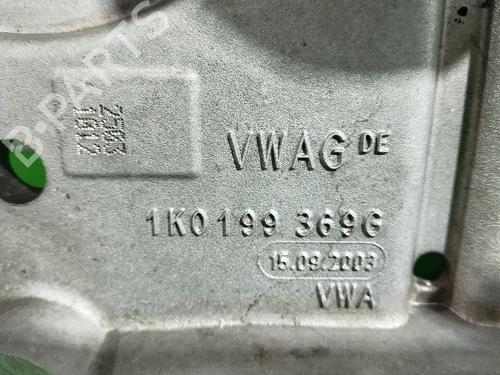 B-PARTS
VWAG DE
1K0 199 369G
15.09.2003
VWA